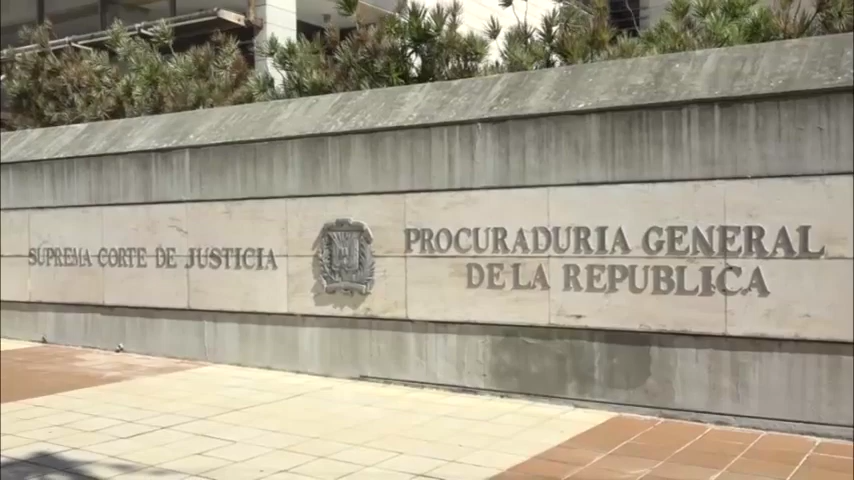 SUPREMA CORTE DE JUSTICIA
PROCURADURIA GENERAL
DE LA REPUBLICA